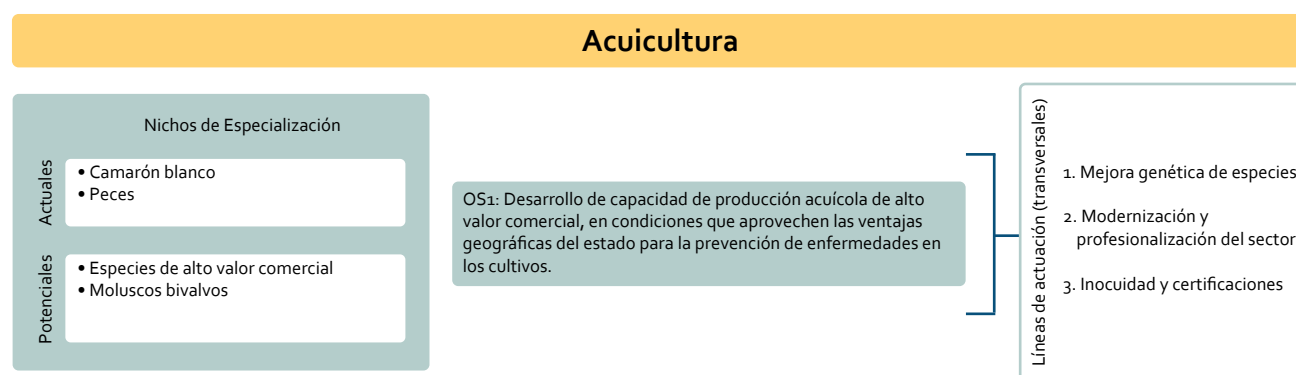 Acuicultura
Nichos de Especialización
Actuales
• Camarón blanco
• Peces
Potenciales
• Especies de alto valor comercial
• Moluscos bivalvos
OS1: Desarrollo de capacidad de producción acuícola de alto
valor comercial, en condiciones que aprovechen las ventajas
geográficas del estado para la prevención de enfermedades en
los cultivos.
Líneas de actuación (transversales)
1. Mejora genética de especies
2. Modernización y
profesionalización del sector
3. Inocuidad y certificaciones